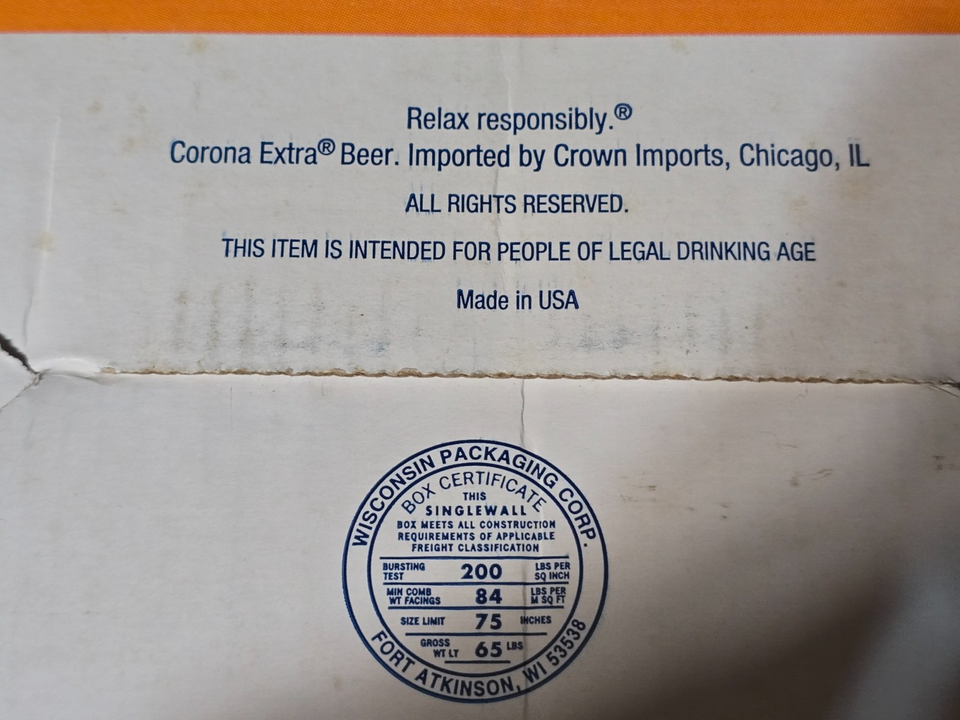 Relax responsibly.®
Corona Extra® Beer. Imported by Crown Imports, Chicago, IL
ALL RIGHTS RESERVED.
THIS ITEM IS INTENDED FOR PEOPLE OF LEGAL DRINKING AGE
Made in USA
WISCONSIN PACKAGING CORP.
BOX CERTIFICATE
THIS
SINGLEWALL
BOX MEETS ALL CONSTRUCTION
REQUIREMENTS OF APPLICABLE
FREIGHT CLASSIFICATION
BURSTING TEST 200 LBS PER SQ INCH
MIN COMB WT FACINGS 84 LBS PER M SQ FT
SIZE LIMIT 75 INCHES
GROSS WT LT 65 LBS
FORT ATKINSON, WI 53538